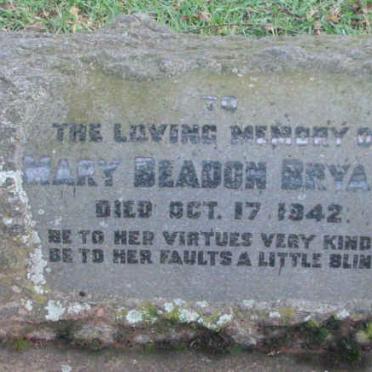 TO
THE LOVING MEMORY O
MARY BEADON BRYA
DIED OCT. 17. 1942.
BE TO HER VIRTUES VERY KIND
BE TO HER FAULTS A LITTLE BLIN